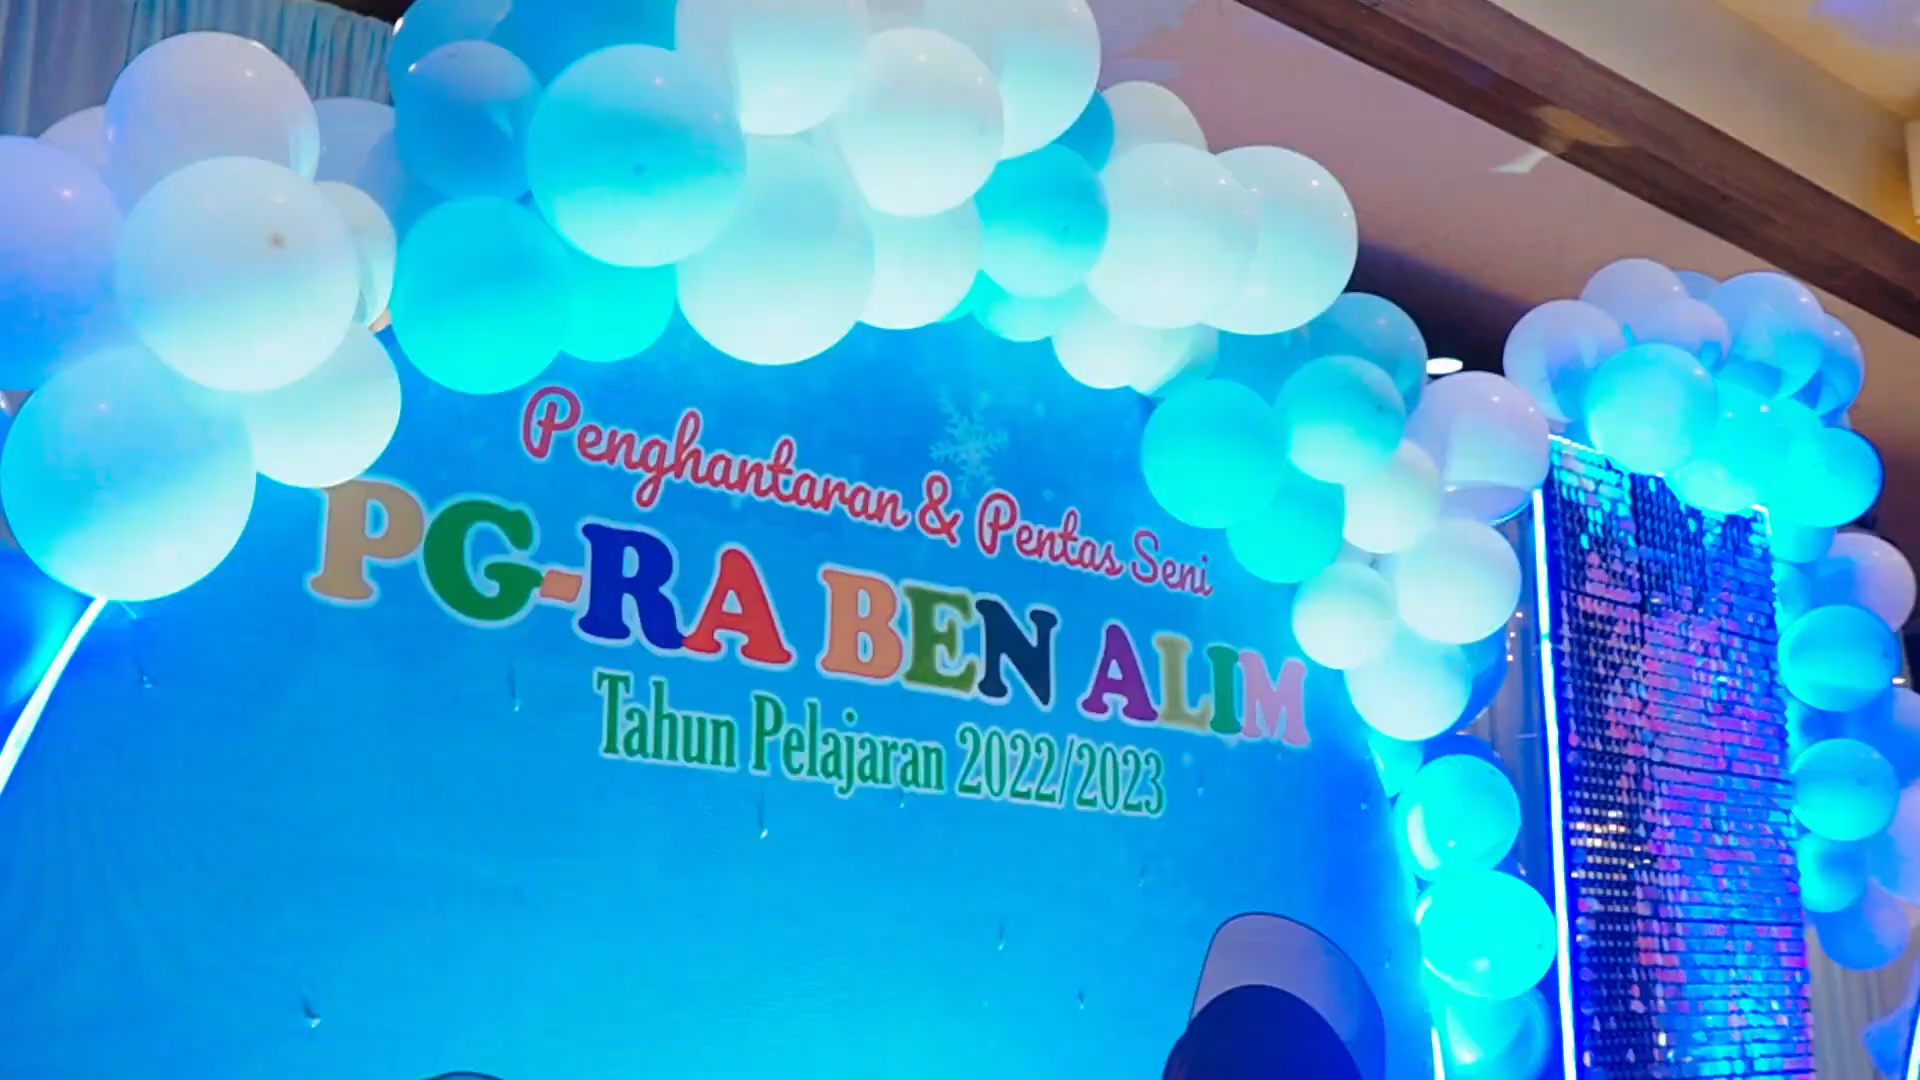 Penghantaran & Pentas Seni
PG-RA BEN ALIM
Tahun Pelajaran 2022/2023